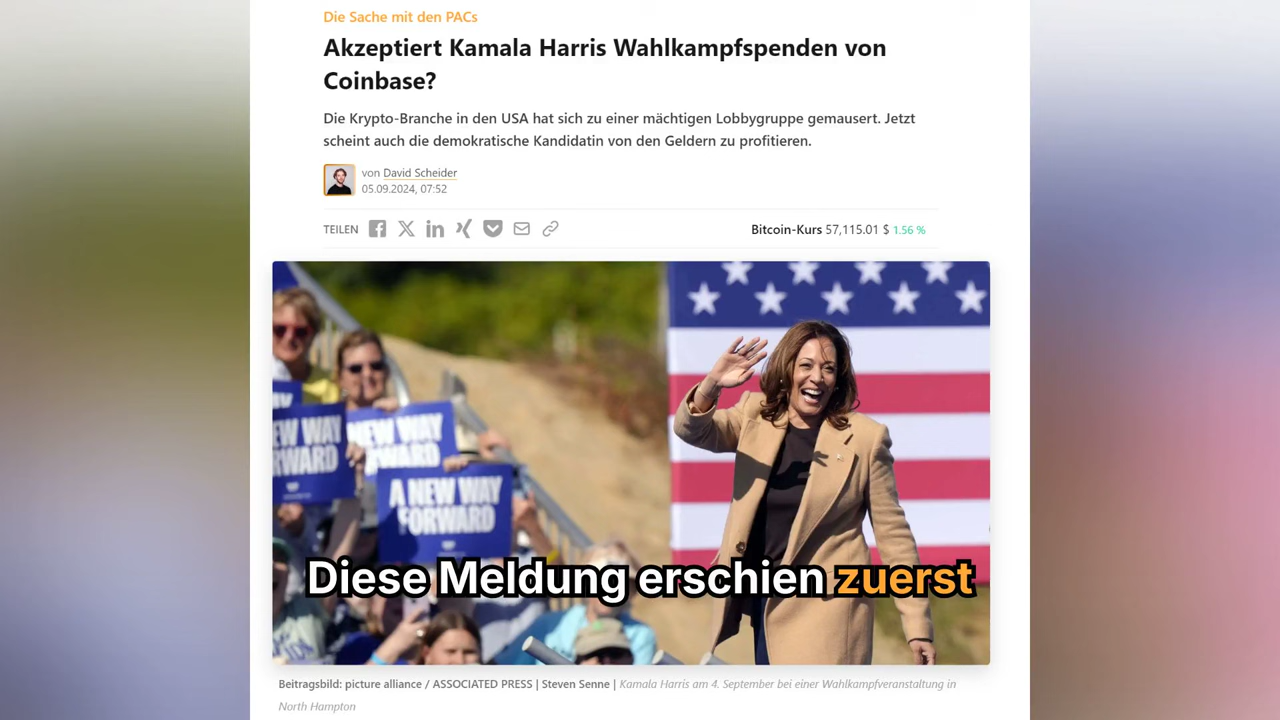 Die Sache mit den PACs
Akzeptiert Kamala Harris Wahlkampfspenden von
Coinbase?
Die Krypto-Branche in den USA hat sich zu einer mächtigen Lobbygruppe gemausert. Jetzt
scheint auch die demokratische Kandidatin von den Geldern zu profitieren.
von David Scheider
05.09.2024, 07:52
TEILEN
Bitcoin-Kurs 57,115.01 $ 1.56 %
EW WAY
RWARD
NEW WAY
A NEW WAY
FORWARD
Diese Meldung erschien zuerst
Beitragsbild: picture alliance / ASSOCIATED PRESS | Steven Senne | Kamala Harris am 4. September bei einer Wahlkampfveranstaltung in
North Hampton